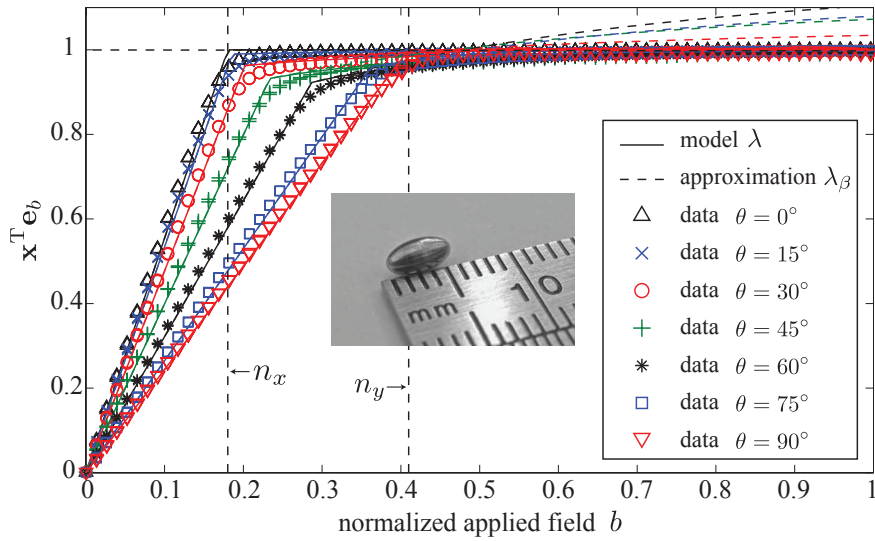 1
0.8
0.6
0.4
0.2
0
0 0.1 0.2 0.3 0.4 0.5 0.6 0.7 0.8 0.9 1
xᵀe_b
normalized applied field b
←n_x
n_y→
mm 10
model λ
approximation λ_β
data θ = 0°
data θ = 15°
data θ = 30°
data θ = 45°
data θ = 60°
data θ = 75°
data θ = 90°